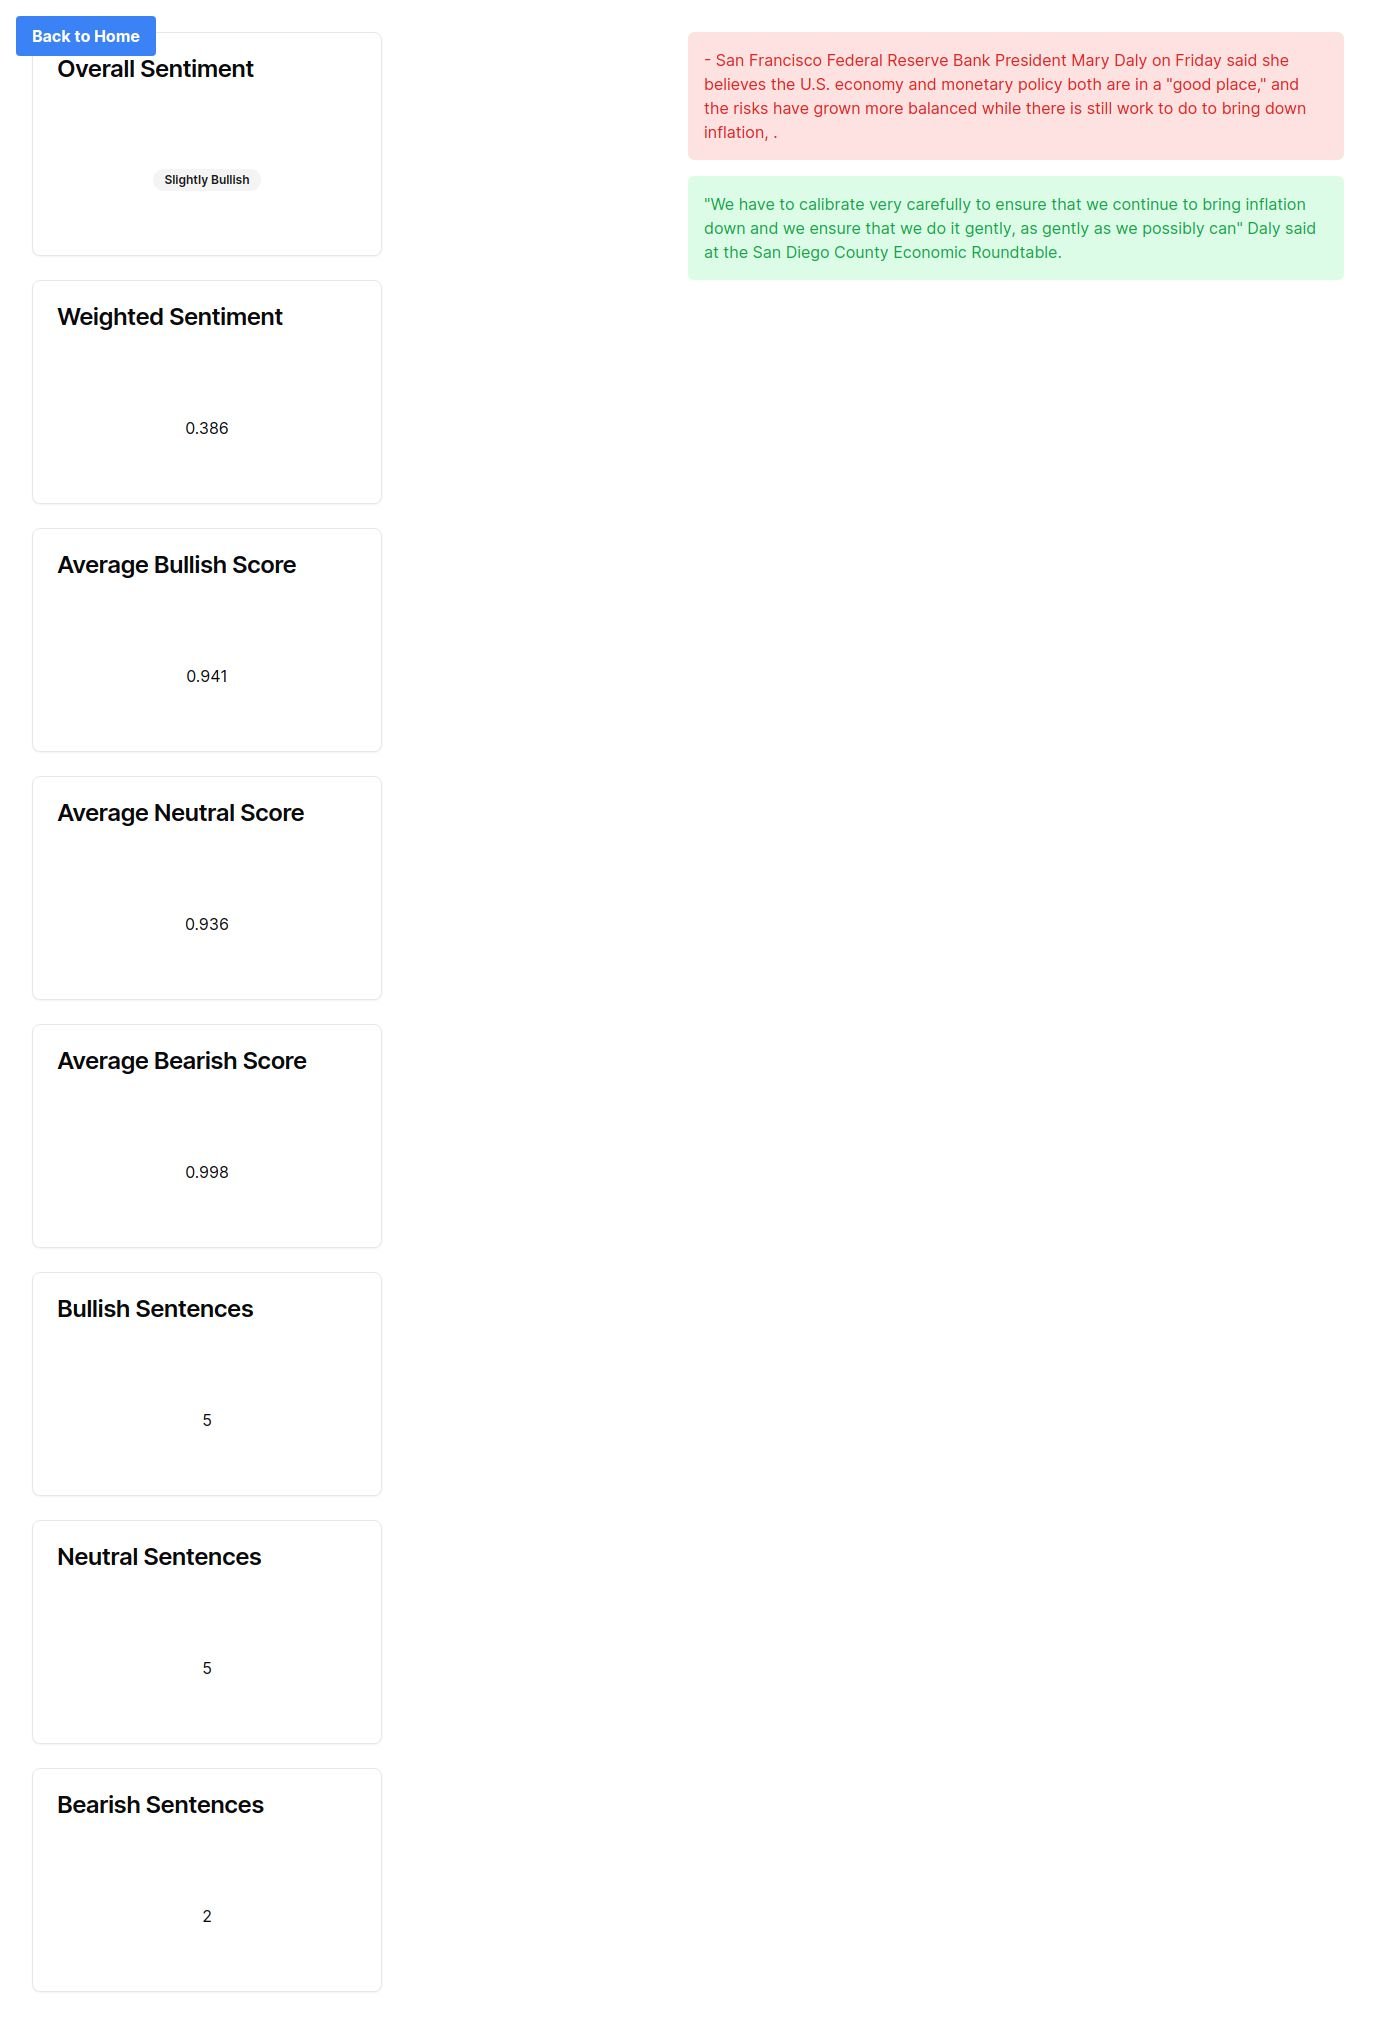 Back to Home
Overall Sentiment
Slightly Bullish
Weighted Sentiment
0.386
Average Bullish Score
0.941
Average Neutral Score
0.936
Average Bearish Score
0.998
Bullish Sentences
5
Neutral Sentences
5
Bearish Sentences
2
- San Francisco Federal Reserve Bank President Mary Daly on Friday said she
believes the U.S. economy and monetary policy both are in a "good place," and
the risks have grown more balanced while there is still work to do to bring down
inflation, .
"We have to calibrate very carefully to ensure that we continue to bring inflation
down and we ensure that we do it gently, as gently as we possibly can" Daly said
at the San Diego County Economic Roundtable.